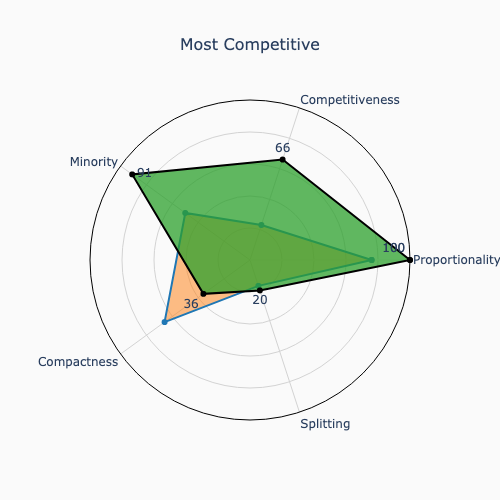 Most Competitive
Competitiveness
66
Minority
91
100
Proportionality
36
20
Compactness
Splitting